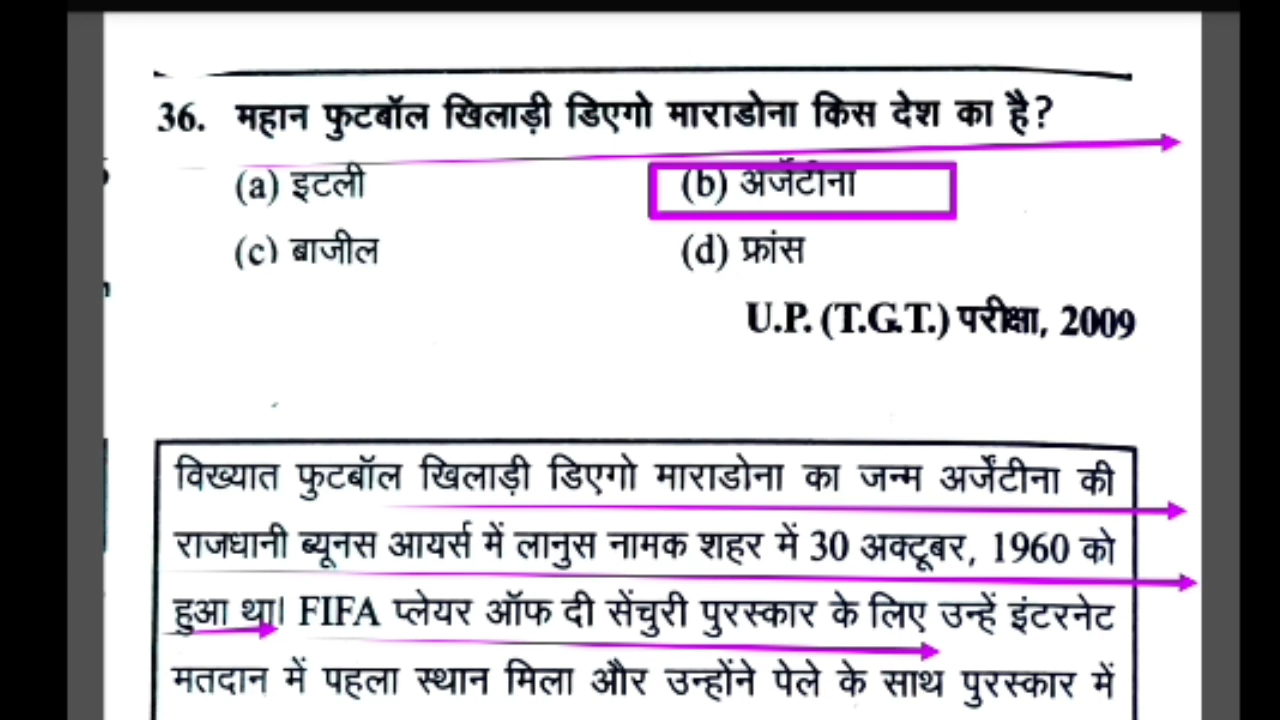 36. महान फुटबॉल खिलाड़ी डिएगो माराडोना किस देश का है?
(a) इटली (b) अर्जेंटीना
(c) बाजील (d) फ्रांस
U.P. (T.G.T.) परीक्षा, 2009
विख्यात फुटबॉल खिलाड़ी डिएगो माराडोना का जन्म अर्जेंटीना की
राजधानी ब्यूनस आयर्स में लानुस नामक शहर में 30 अक्टूबर, 1960 को
हुआ था। FIFA प्लेयर ऑफ दी सेंचुरी पुरस्कार के लिए उन्हें इंटरनेट
मतदान में पहला स्थान मिला और उन्होंने पेले के साथ पुरस्कार में